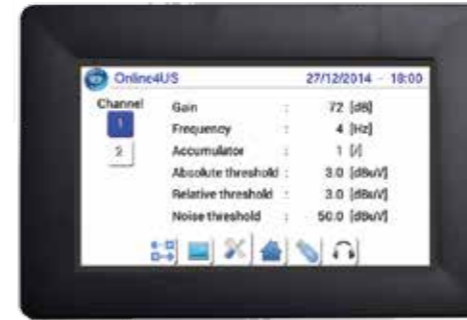 Online4US 27/12/2014 - 18:00
Channel
1
2
Gain : 72 [dB]
Frequency : 4 [Hz]
Accumulator : 1 [/]
Absolute threshold : 3.0 [dBuV]
Relative threshold : 3.0 [dBuV]
Noise threshold : 50.0 [dBuV]